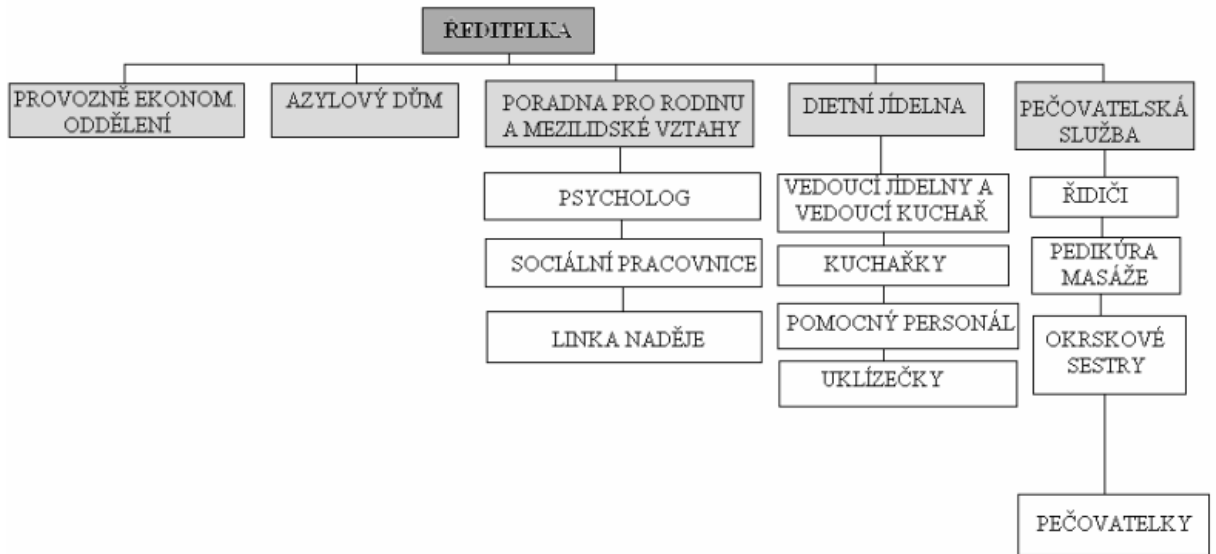 ŘEDITELKA
PROVOZNĚ EKONOM.
ODDĚLENÍ
AZYLOVÝ DŮM
PORADNA PRO RODINU
A MEZILIDSKÉ VZTAHY
DIETNÍ JÍDELNA
PEČOVATELSKÁ
SLUŽBA
PSYCHOLOG
SOCIÁLNÍ PRACOVNICE
LINKA NADĚJE
VEDOUCÍ JÍDELNY A
VEDOUCÍ KUCHAŘ
KUCHAŘKY
POMOCNÝ PERSONÁL
UKLÍZEČKY
ŘIDIČI
PEDIKÚRA
MASÁŽE
OKRSKOVÉ
SESTRY
PEČOVATELKY